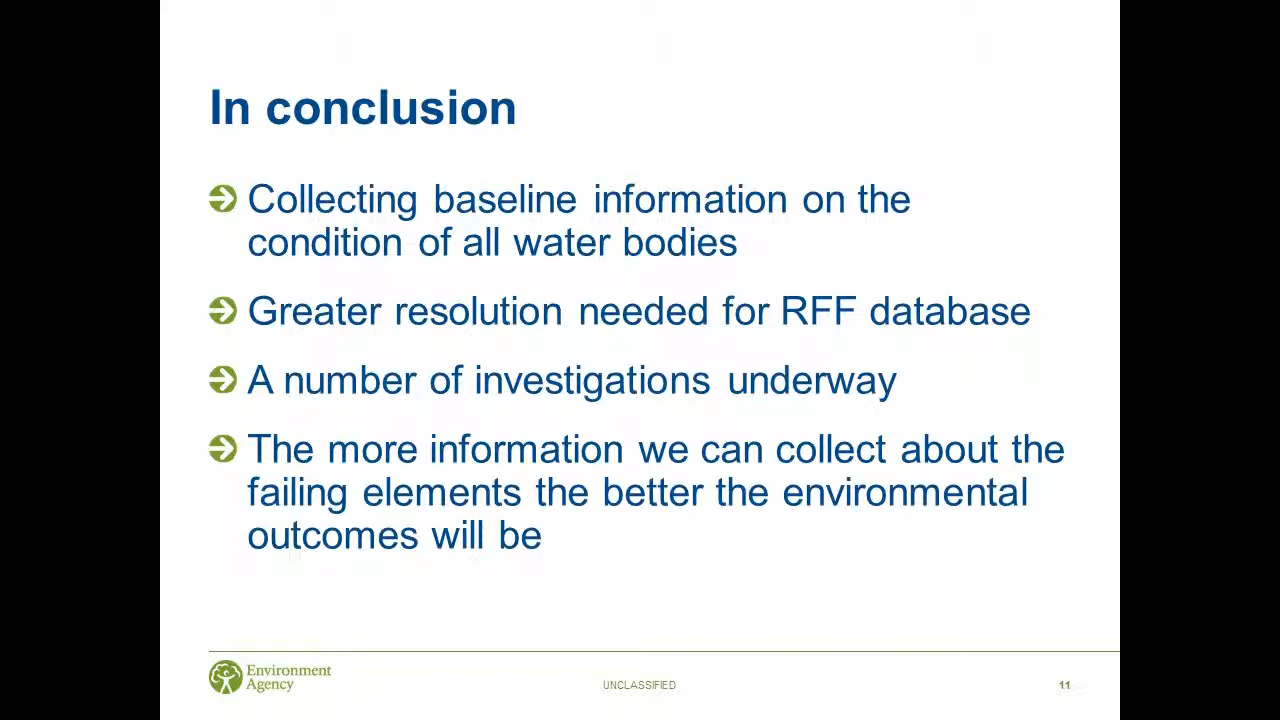 In conclusion
Collecting baseline information on the
condition of all water bodies
Greater resolution needed for RFF database
A number of investigations underway
The more information we can collect about the
failing elements the better the environmental
outcomes will be
Environment
Agency
UNCLASSIFIED
11